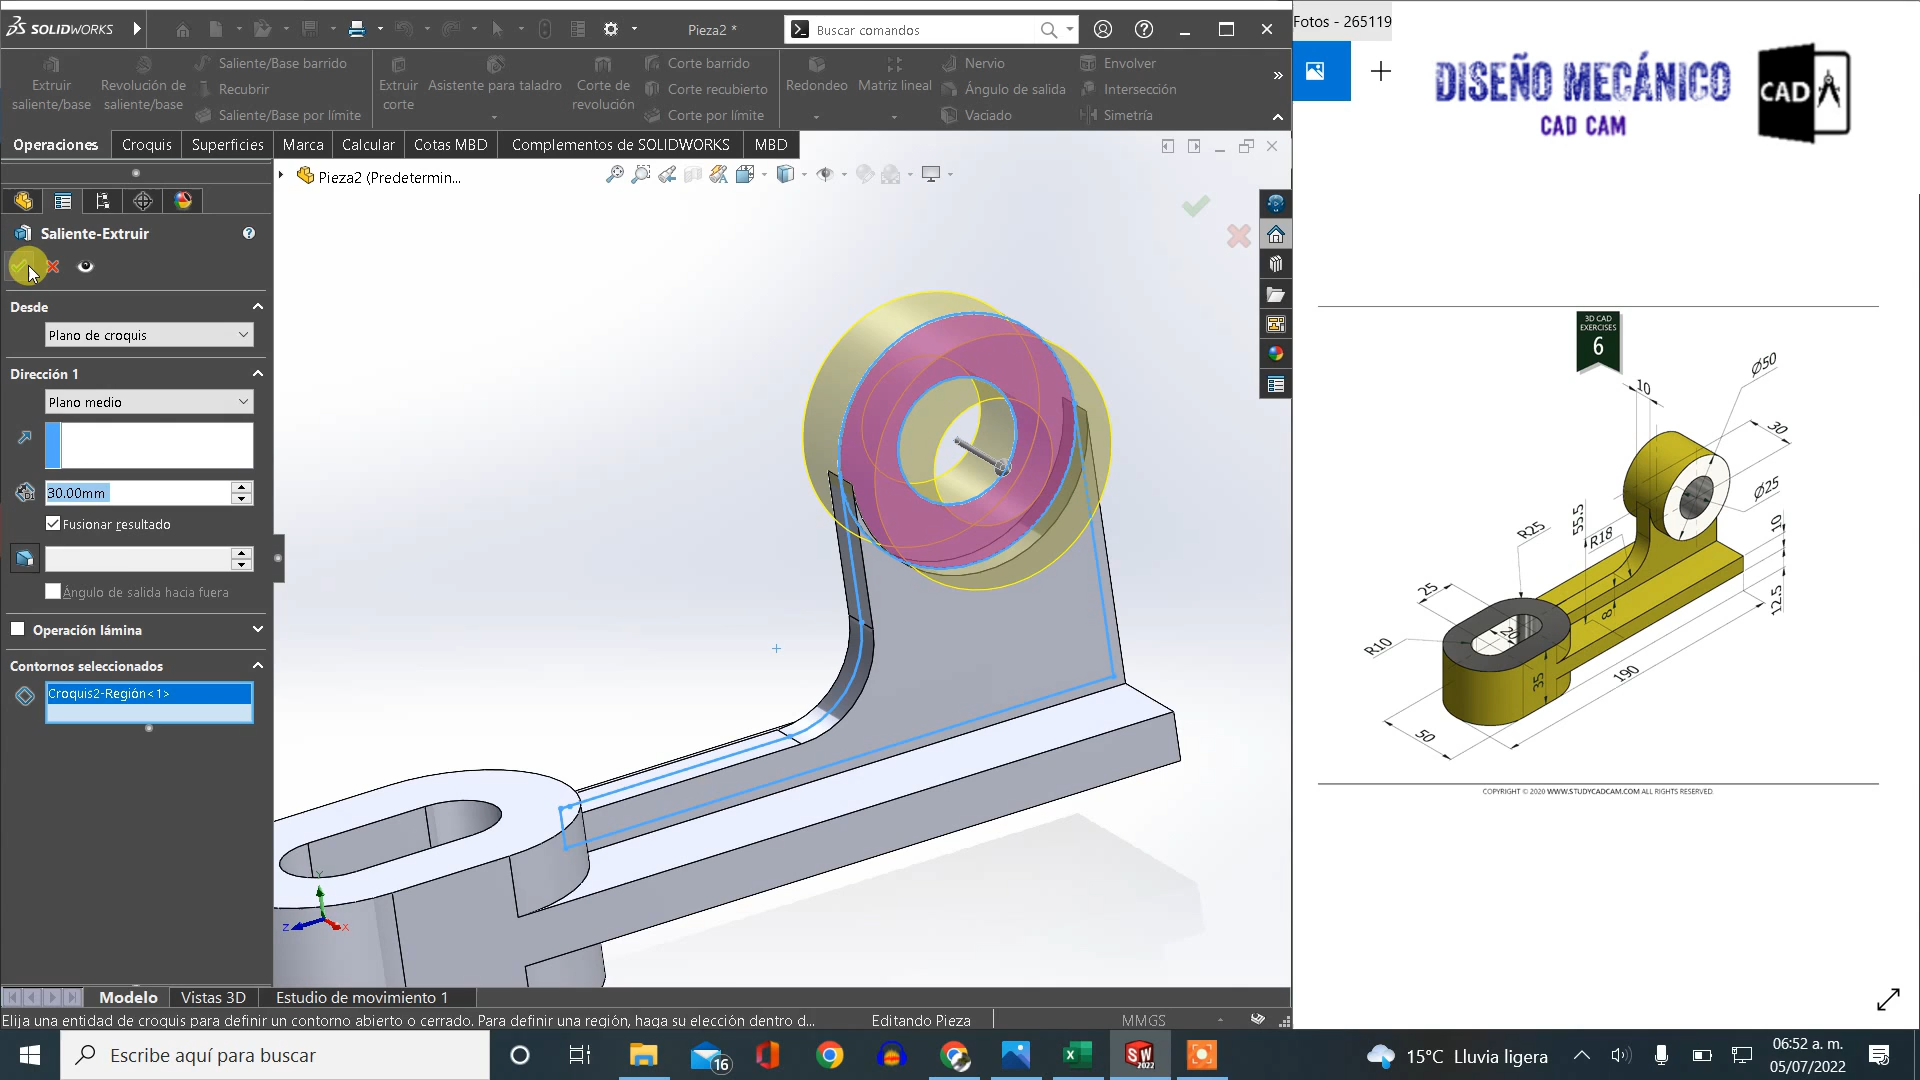 SOLIDWORKS
Pieza2 *
Buscar comandos
Fotos - 265119
Extruir saliente/base
Revolución de saliente/base
Saliente/Base barrido
Recubrir
Saliente/Base por límite
Extruir corte
Asistente para taladro
Corte de revolución
Corte barrido
Corte recubierto
Corte por límite
Redondeo
Matriz lineal
Nervio
Ángulo de salida
Vaciado
Envolver
Intersección
Simetría
DISEÑO MECÁNICO
CAD CAM
CAD
Operaciones
Croquis
Superficies
Marca
Calcular
Cotas MBD
Complementos de SOLIDWORKS
MBD
Pieza2 (Predetermin...
Saliente-Extruir
Desde
Plano de croquis
Dirección 1
Plano medio
30.00mm
Fusionar resultado
Ángulo de salida hacia fuera
Operación lámina
Contornos seleccionados
Croquis2-Región<1>
Y
Z
X
3D CAD
EXERCISES
6
Ø50
10
30
Ø25
55.5
R18
R25
10
25
8
12.5
R10
20
35
190
50
COPYRIGHT © 2020 WWW.STUDYCADCAM.COM ALL RIGHTS RESERVED.
Modelo
Vistas 3D
Estudio de movimiento 1
Elija una entidad de croquis para definir un contorno abierto o cerrado. Para definir una región, haga su elección dentro d...
Editando Pieza
MMGS
Escribe aquí para buscar
16
SW
2022
15°C Lluvia ligera
06:52 a. m.
05/07/2022